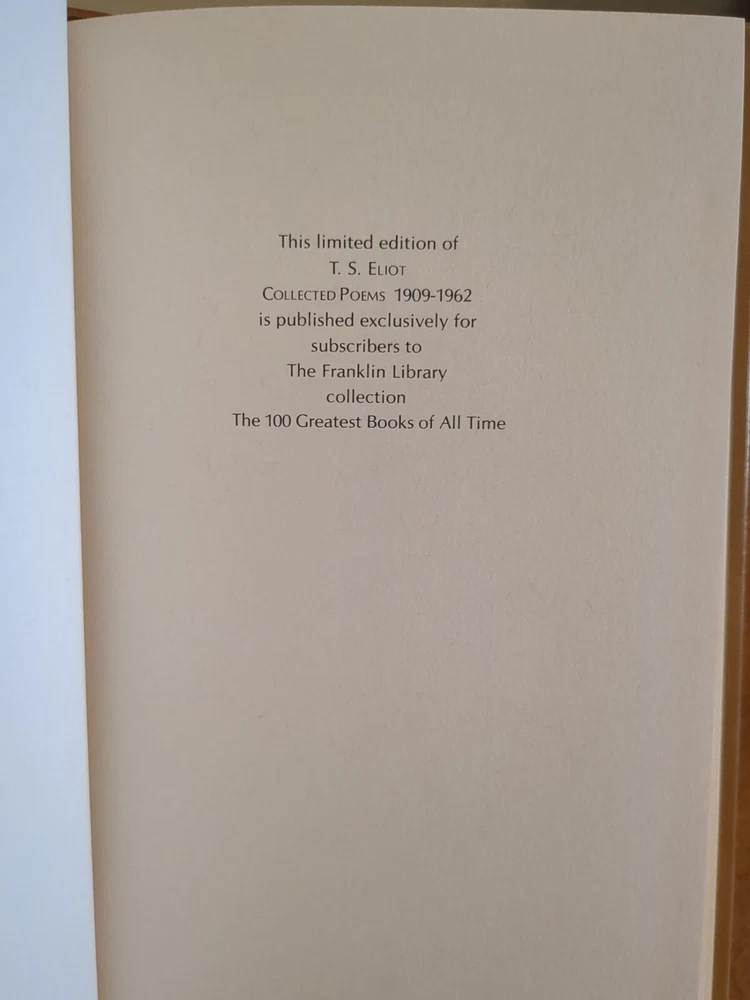 This limited edition of
T. S. ELIOT
COLLECTED POEMS 1909-1962
is published exclusively for
subscribers to
The Franklin Library
collection
The 100 Greatest Books of All Time